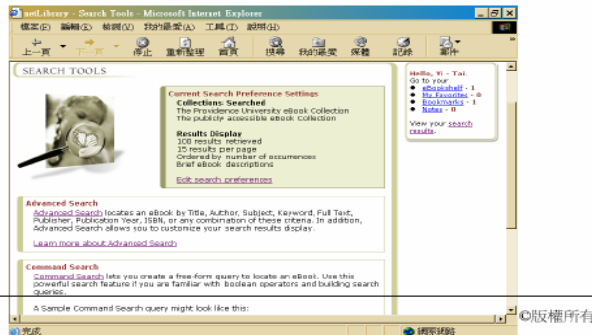 netLibrary - Search Tools - Microsoft Internet Explorer
檔案(F) 編輯(E) 檢視(V) 我的最愛(A) 工具(T) 說明(H)
上一頁 下一頁 停止 重新整理 首頁 搜尋 我的最愛 媒體 記錄 郵件
SEARCH TOOLS
Current Search Preference Settings
Collections Searched
The Providence University eBook Collection
The publicly accessible eBook Collection
Results Display
100 results retrieved
15 results per page
Ordered by number of occurrences
Brief eBook descriptions
Edit search preferences
Hello, Yi - Tai.
Go to your
eBookshelf - 1
My Favorites - 0
Bookmarks - 1
Notes - 0
View your search
results.
Advanced Search
Advanced Search locates an eBook by Title, Author, Subject, Keyword, Full Text,
Publisher, Publication Year, ISBN, or any combination of these criteria. In addition,
Advanced Search allows you to customize your search results display.
Learn more about Advanced Search
Command Search
Command Search lets you create a free-form query to locate an eBook. Use this
powerful search feature if you are familiar with boolean operators and building search
queries.
A Sample Command Search query might look like this:
©版權所有
完成 網際網路